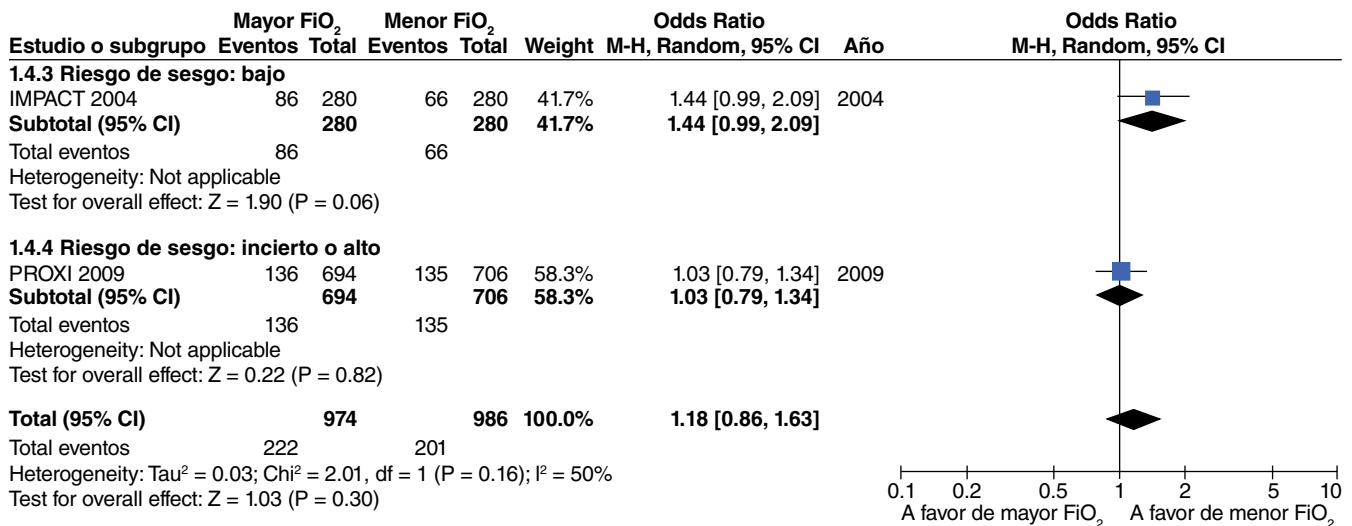 Mayor FiO₂ Menor FiO₂ Odds Ratio Odds Ratio
Estudio o subgrupo Eventos Total Eventos Total Weight M-H, Random, 95% CI Año M-H, Random, 95% CI
1.4.3 Riesgo de sesgo: bajo
IMPACT 2004 86 280 66 280 41.7% 1.44 [0.99, 2.09] 2004
Subtotal (95% CI) 280 280 41.7% 1.44 [0.99, 2.09]
Total eventos 86 66
Heterogeneity: Not applicable
Test for overall effect: Z = 1.90 (P = 0.06)
1.4.4 Riesgo de sesgo: incierto o alto
PROXI 2009 136 694 135 706 58.3% 1.03 [0.79, 1.34] 2009
Subtotal (95% CI) 694 706 58.3% 1.03 [0.79, 1.34]
Total eventos 136 135
Heterogeneity: Not applicable
Test for overall effect: Z = 0.22 (P = 0.82)
Total (95% CI) 974 986 100.0% 1.18 [0.86, 1.63]
Total eventos 222 201
Heterogeneity: Tau² = 0.03; Chi² = 2.01, df = 1 (P = 0.16); I² = 50%
Test for overall effect: Z = 1.03 (P = 0.30)
0.1 0.2 0.5 1 2 5 10
A favor de mayor FiO₂ A favor de menor FiO₂